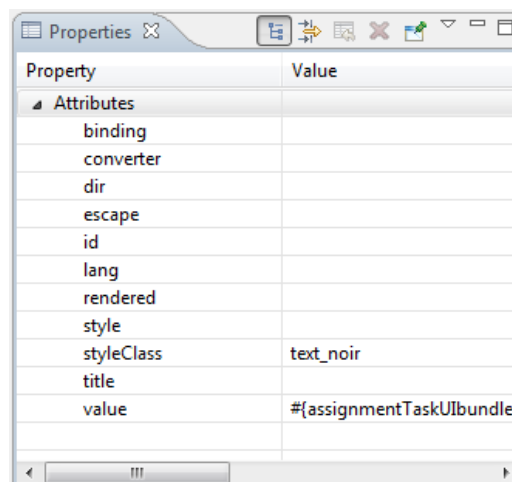 Properties
Property Value
Attributes
binding
converter
dir
escape
id
lang
rendered
style
styleClass text_noir
title
value #{assignmentTaskUIbundle